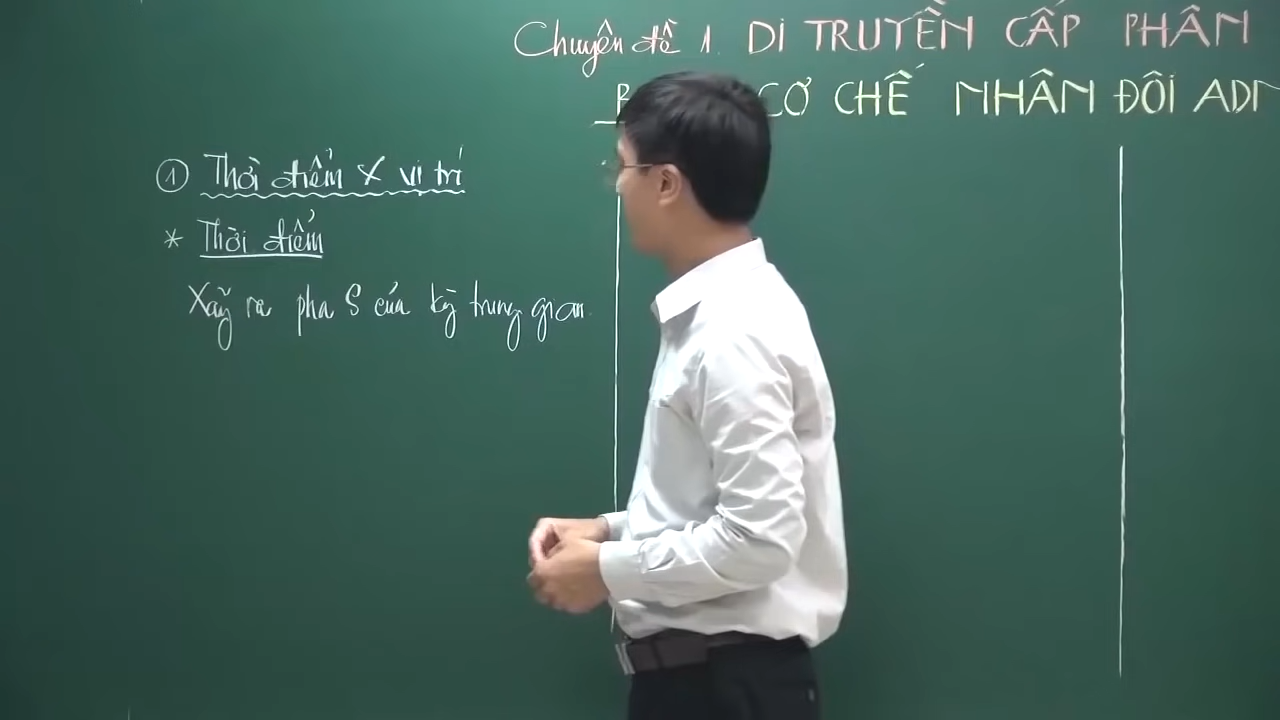 Chuyên đề 1. DI TRUYỀN CẤP PHÂN
CƠ CHẾ NHÂN ĐÔI ADN
① Thời điểm & vị trí
* Thời điểm
Xảy ra pha S của kỳ trung gian.